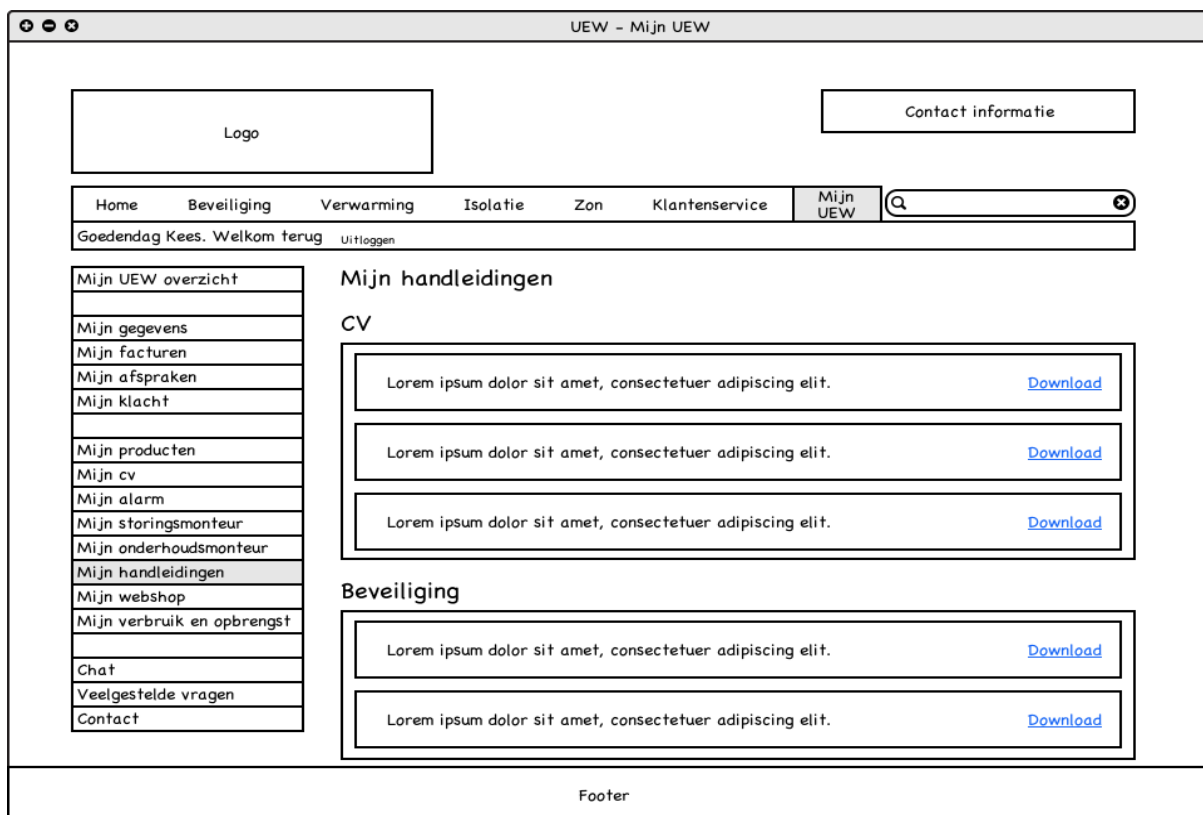 UEW - Mijn UEW
Logo
Contact informatie
Home Beveiliging Verwarming Isolatie Zon Klantenservice Mijn
UEW
Goedendag Kees. Welkom terug Uitloggen
Mijn UEW overzicht
Mijn gegevens
Mijn facturen
Mijn afspraken
Mijn klacht
Mijn producten
Mijn cv
Mijn alarm
Mijn storingsmonteur
Mijn onderhoudsmonteur
Mijn handleidingen
Mijn webshop
Mijn verbruik en opbrengst
Chat
Veelgestelde vragen
Contact
Mijn handleidingen
CV
Lorem ipsum dolor sit amet, consectetuer adipiscing elit. Download
Lorem ipsum dolor sit amet, consectetuer adipiscing elit. Download
Lorem ipsum dolor sit amet, consectetuer adipiscing elit. Download
Beveiliging
Lorem ipsum dolor sit amet, consectetuer adipiscing elit. Download
Lorem ipsum dolor sit amet, consectetuer adipiscing elit. Download
Footer